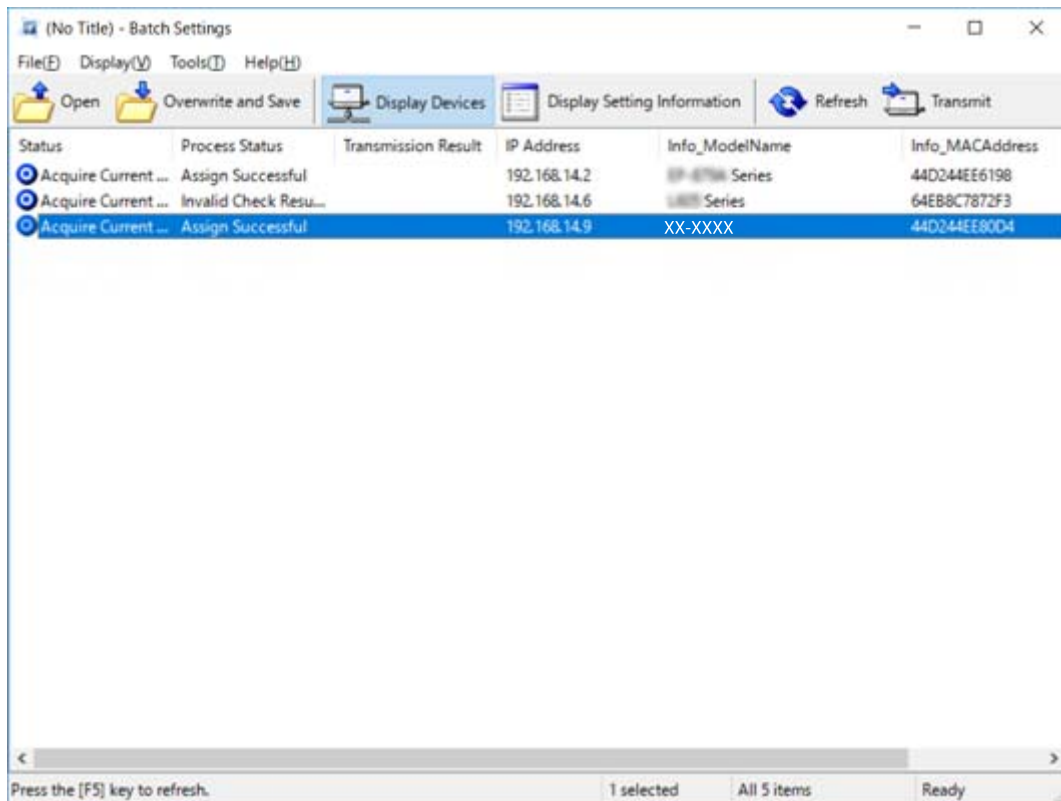 (No Title) - Batch Settings
File(F) Display(V) Tools(T) Help(H)
Open Overwrite and Save Display Devices Display Setting Information Refresh Transmit
Status Process Status Transmission Result IP Address Info_ModelName Info_MACAddress
Acquire Current ... Assign Successful 192.168.14.2 Series 44D244EE6198
Acquire Current ... Invalid Check Resu... 192.168.14.6 Series 64EB8C7872F3
Acquire Current ... Assign Successful 192.168.14.9 XX-XXXX 44D244EE80D4
Press the [F5] key to refresh. 1 selected All 5 items Ready